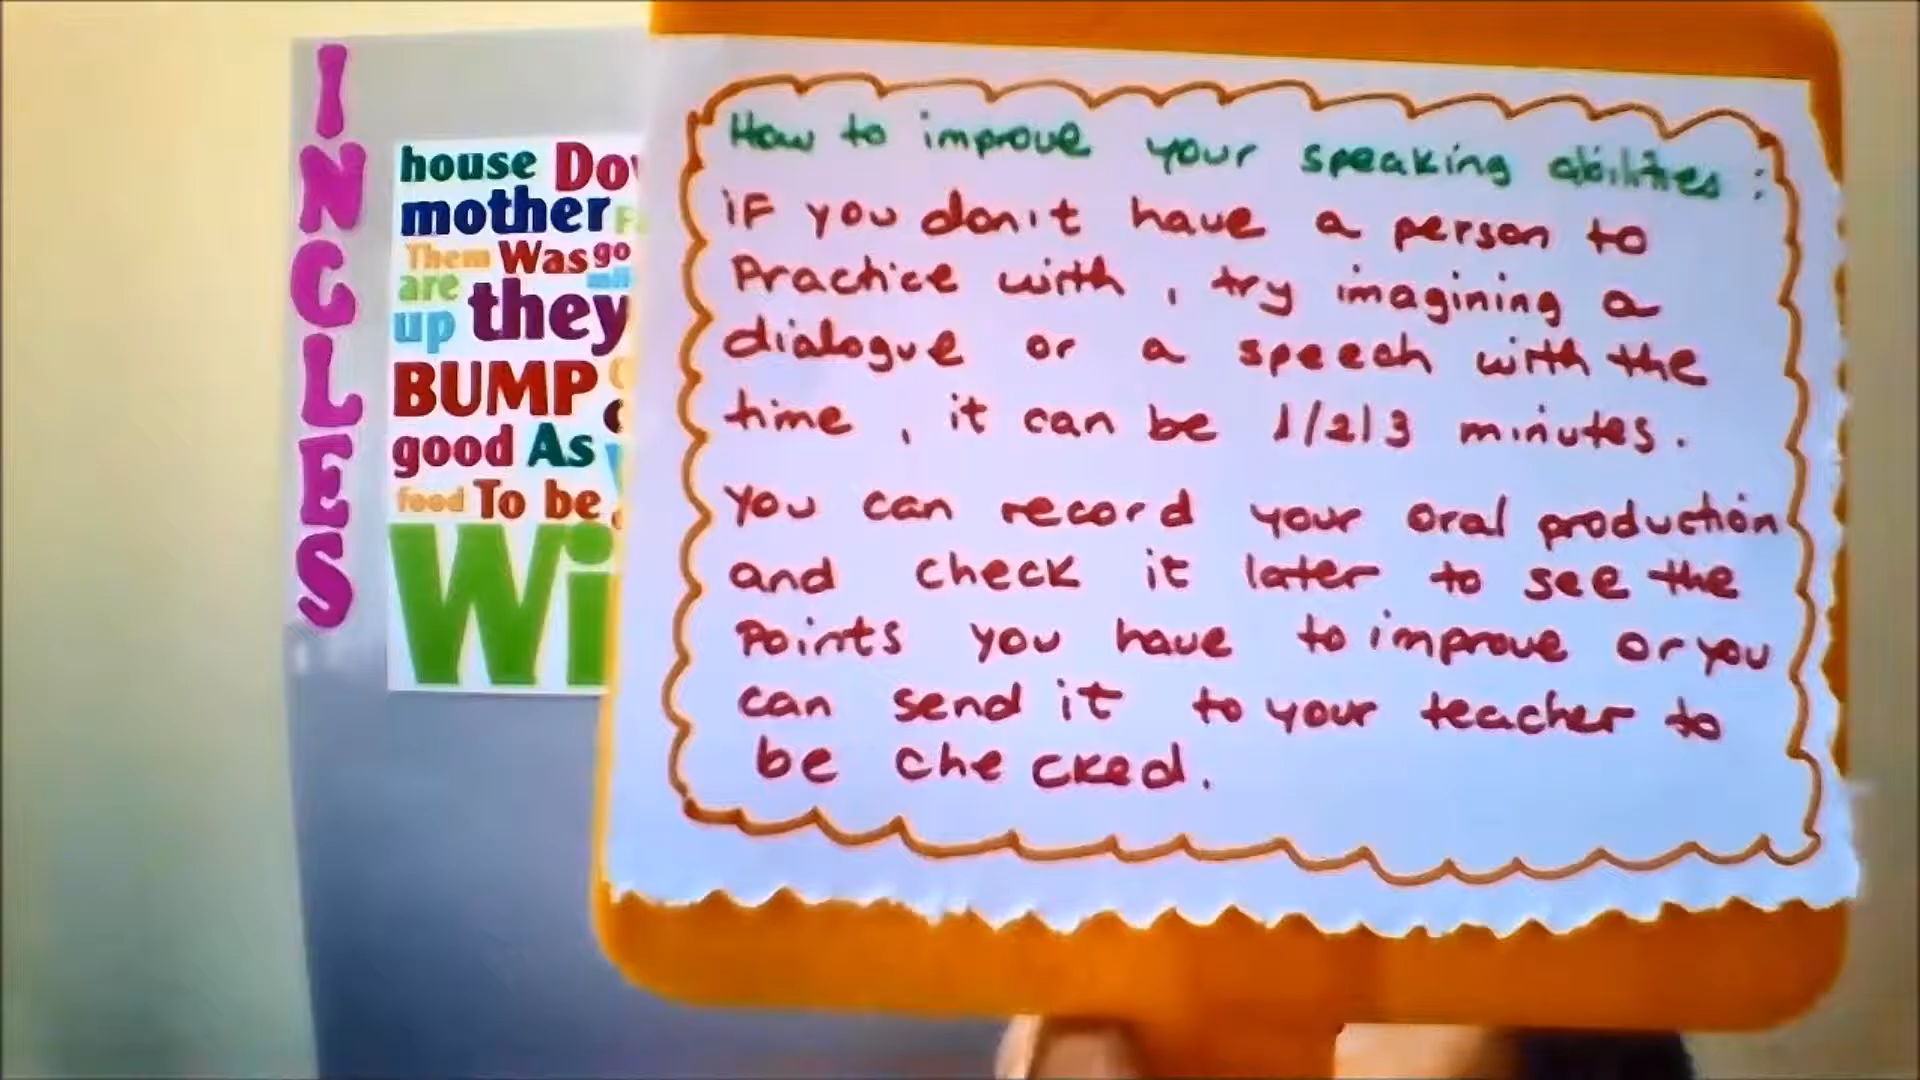 INGLES
house Do
mother
Them Was go
are
up they
BUMP
good As
food To be
Wi
How to improve your speaking abilities:
iF you don't have a person to
Practice with, try imagining a
dialogue or a speech with the
time, it can be 1/2/3 minutes.
You can record your oral production
and check it later to see the
Points you have to improve or you
can send it to your teacher to
be checked.